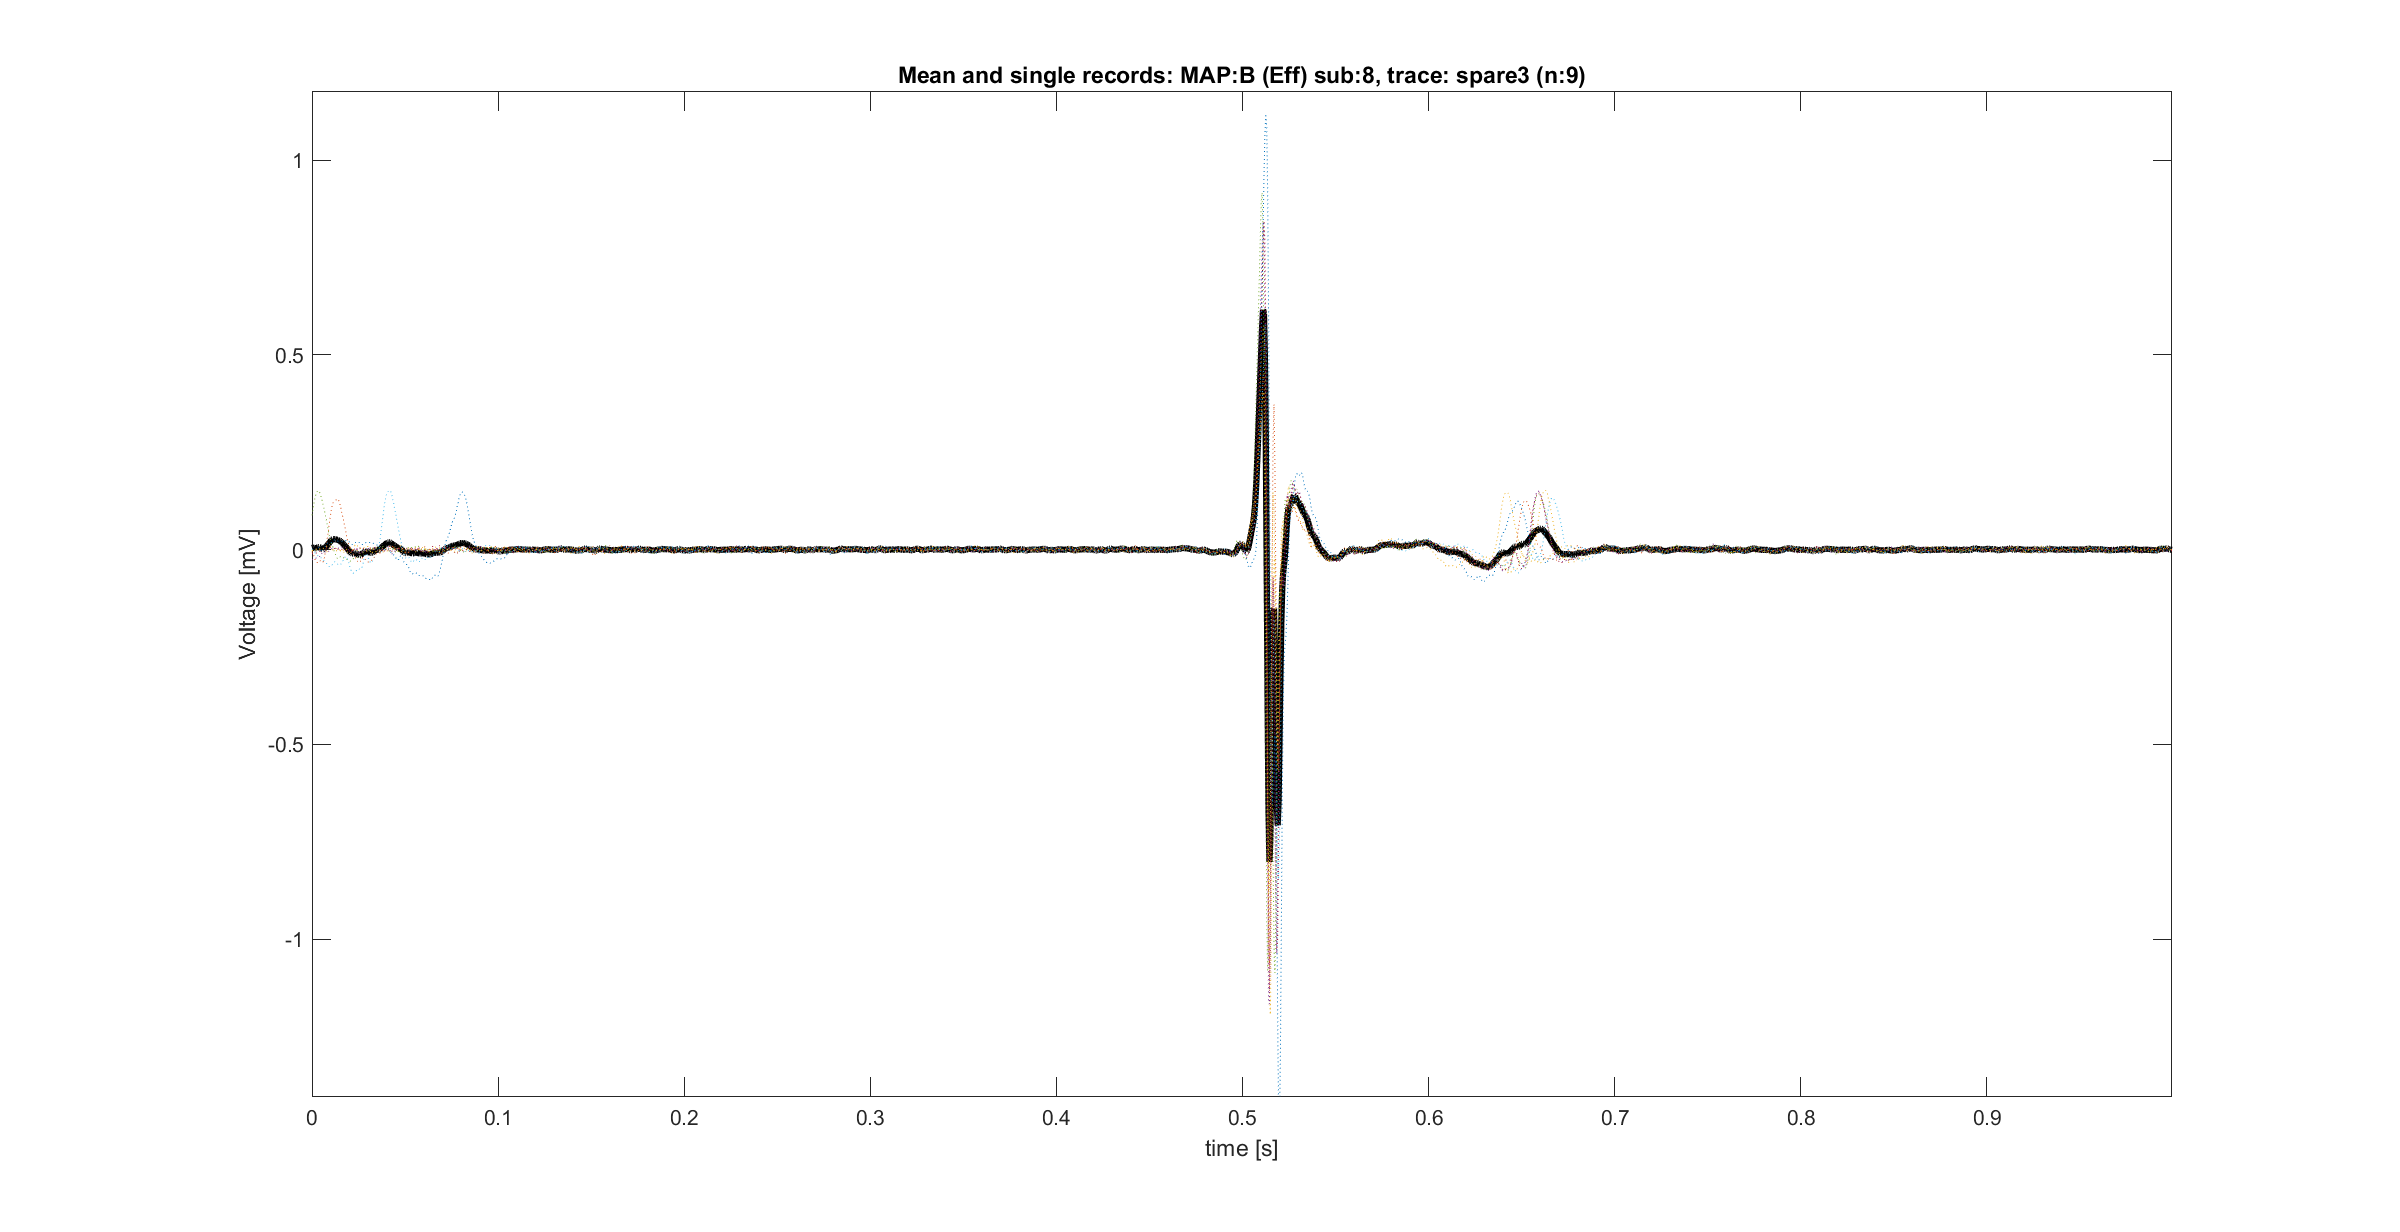 Mean and single records: MAP:B (Eff) sub:8, trace: spare3 (n:9)
1
0.5
0
-0.5
-1
Voltage [mV]
0 0.1 0.2 0.3 0.4 0.5 0.6 0.7 0.8 0.9
time [s]